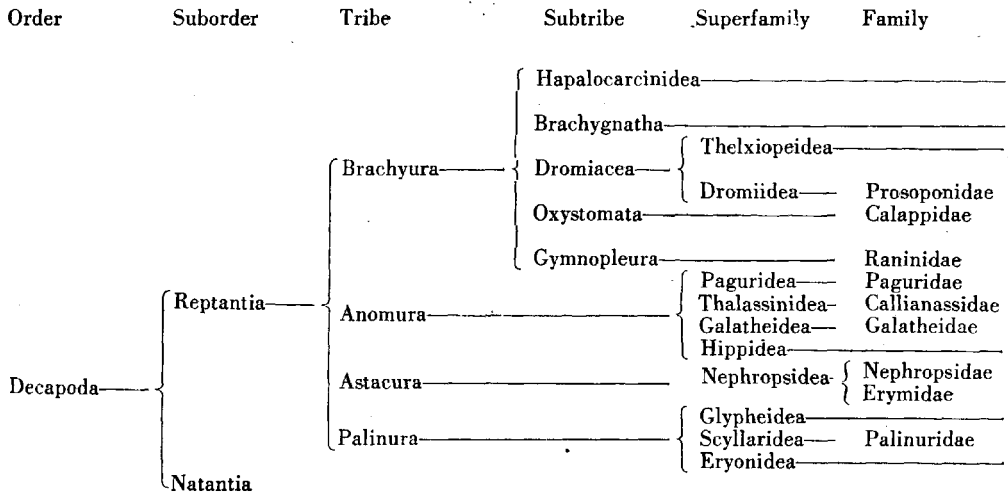 Order Suborder Tribe Subtribe Superfamily Family
Hapalocarcinidea
Brachygnatha
Thelxiopeidea
Brachyura Dromiacea
Dromiidea Prosoponidae
Oxystomata Calappidae
Gymnopleura Raninidae
Paguridea Paguridae
Reptantia
Thalassinidea Callianassidae
Anomura
Galatheidea Galatheidae
Hippidea
Nephropsidae
Decapoda Astacura Nephropsidea
Erymidae
Glypheidea
Palinura Scyllaridea Palinuridae
Eryonidea
Natantia